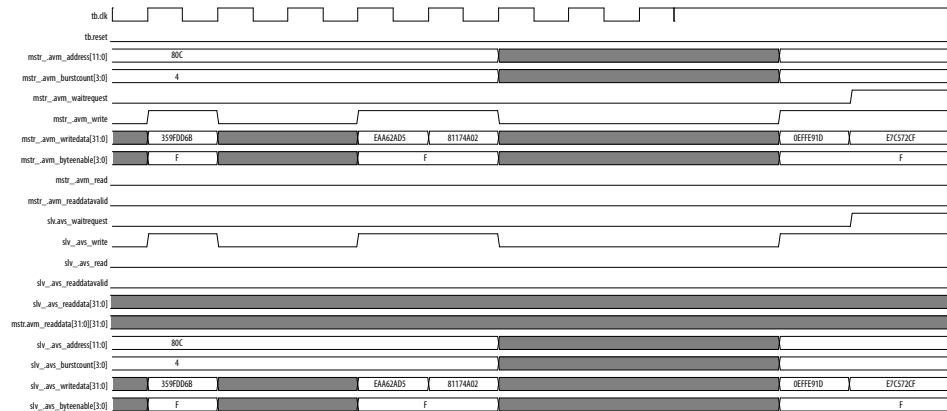 tb.clk
tb.reset
mstr_.avm_address[11:0] 80C
mstr_.avm_burstcount[3:0] 4
mstr_.avm_waitrequest
mstr_.avm_write
mstr_.avm_writedata[31:0] 359FDD6B EAA62AD5 81174A02 0EFFE91D E7C572CF
mstr_.avm_byteenable[3:0] F F F
mstr_.avm_read
mstr_.avm_readdatavalid
slv.avs_waitrequest
slv_.avs_write
slv_.avs_read
slv_.avs_readdatavalid
slv_.avs_readdata[31:0]
mstr.avm_readdata[31:0][31:0]
slv_.avs_address[11:0] 80C
slv_.avs_burstcount[3:0] 4
slv_.avs_writedata[31:0] 359FDD6B EAA62AD5 81174A02 0EFFE91D E7C572CF
slv_.avs_byteenable[3:0] F F F